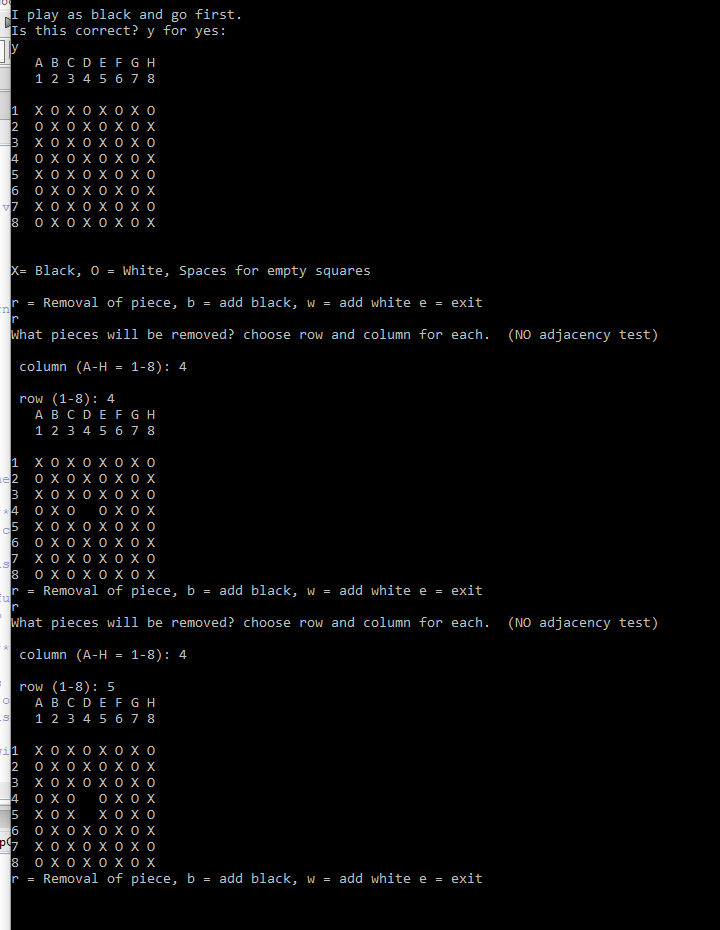 I play as black and go first.
Is this correct? y for yes:
y
A B C D E F G H
1 2 3 4 5 6 7 8
1 X O X O X O X O
2 O X O X O X O X
3 X O X O X O X O
4 O X O X O X O X
5 X O X O X O X O
6 O X O X O X O X
7 X O X O X O X O
8 O X O X O X O X
X= Black, O = White, Spaces for empty squares
r = Removal of piece, b = add black, w = add white e = exit
r
What pieces will be removed? choose row and column for each.  (NO adjacency test)
column (A-H = 1-8): 4
row (1-8): 4
A B C D E F G H
1 2 3 4 5 6 7 8
1 X O X O X O X O
2 O X O X O X O X
3 X O X O X O X O
4 O X O   O X O X
5 X O X O X O X O
6 O X O X O X O X
7 X O X O X O X O
8 O X O X O X O X
r = Removal of piece, b = add black, w = add white e = exit
r
What pieces will be removed? choose row and column for each.  (NO adjacency test)
column (A-H = 1-8): 4
row (1-8): 5
A B C D E F G H
1 2 3 4 5 6 7 8
1 X O X O X O X O
2 O X O X O X O X
3 X O X O X O X O
4 O X O   O X O X
5 X O X   X O X O
6 O X O X O X O X
7 X O X O X O X O
8 O X O X O X O X
r = Removal of piece, b = add black, w = add white e = exit